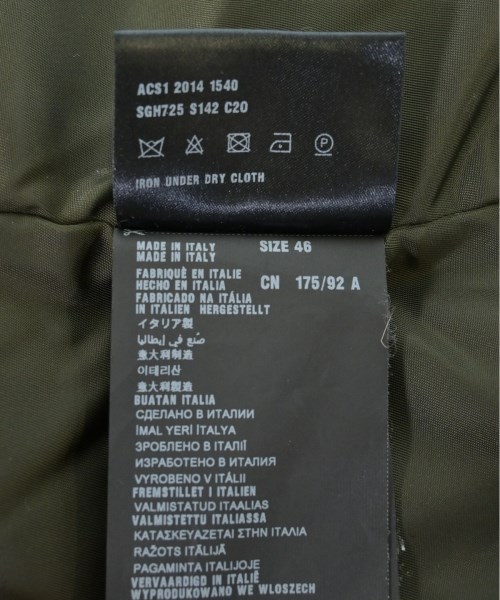 ACS1 2014 1540
SGH725 S142 C20
P
IRON UNDER DRY CLOTH
MADE IN ITALY SIZE 46
MADE IN ITALY
FABRIQUÈ EN ITALIE
HECHO EN ITALIA CN 175/92 A
FABRICADO NA ITÁLIA
IN ITALIEN HERGESTELLT
イタリア製
صنع في إيطاليا
意大利制造
이태리산
意大利製造
BUATAN ITALIA
СДЕЛАНО В ИТАЛИИ
İMAL YERİ İTALYA
ЗРОБЛЕНО В ІТАЛІЇ
ИЗРАБОТЕНО В ИТАЛИЯ
VYROBENO V ITÁLII
FREMSTILLET I ITALIEN
VALMISTATUD ITAALIAS
VALMISTETTU ITALIASSA
ΚΑΤΑΣΚΕΥΑΖΕΤΑΙ ΣΤΗΝ ΙΤΑΛΙΑ
RAŽOTS ITĀLIJĀ
PAGAMINTA ITALIJOJE
VERVAARDIGD IN ITALIË
WYPRODUKOWANO WE WLOSZECH